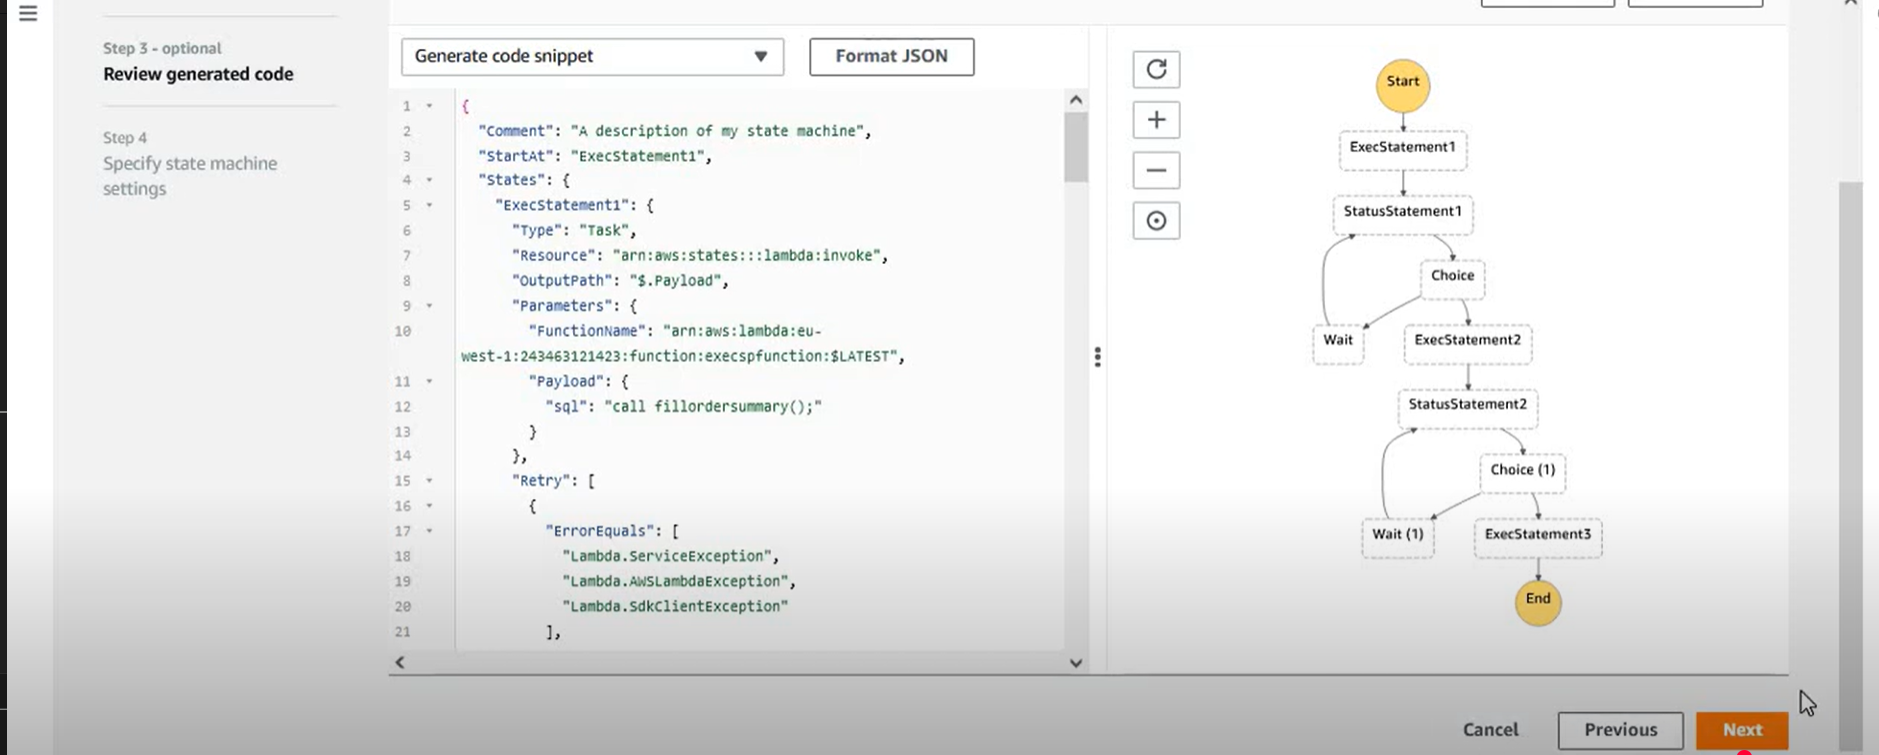 Step 3 - optional
Review generated code
Step 4
Specify state machine
settings
Generate code snippet
Format JSON
1 {
2 "Comment": "A description of my state machine",
3 "StartAt": "ExecStatement1",
4 "States": {
5 "ExecStatement1": {
6 "Type": "Task",
7 "Resource": "arn:aws:states:::lambda:invoke",
8 "OutputPath": "$.Payload",
9 "Parameters": {
10 "FunctionName": "arn:aws:lambda:eu-
west-1:243463121423:function:execspfunction:$LATEST",
11 "Payload": {
12 "sql": "call fillordersummary();"
13 }
14 },
15 "Retry": [
16 {
17 "ErrorEquals": [
18 "Lambda.ServiceException",
19 "Lambda.AWSLambdaException",
20 "Lambda.SdkClientException"
21 ],
Start
ExecStatement1
StatusStatement1
Choice
Wait
ExecStatement2
StatusStatement2
Choice (1)
Wait (1)
ExecStatement3
End
Cancel
Previous
Next